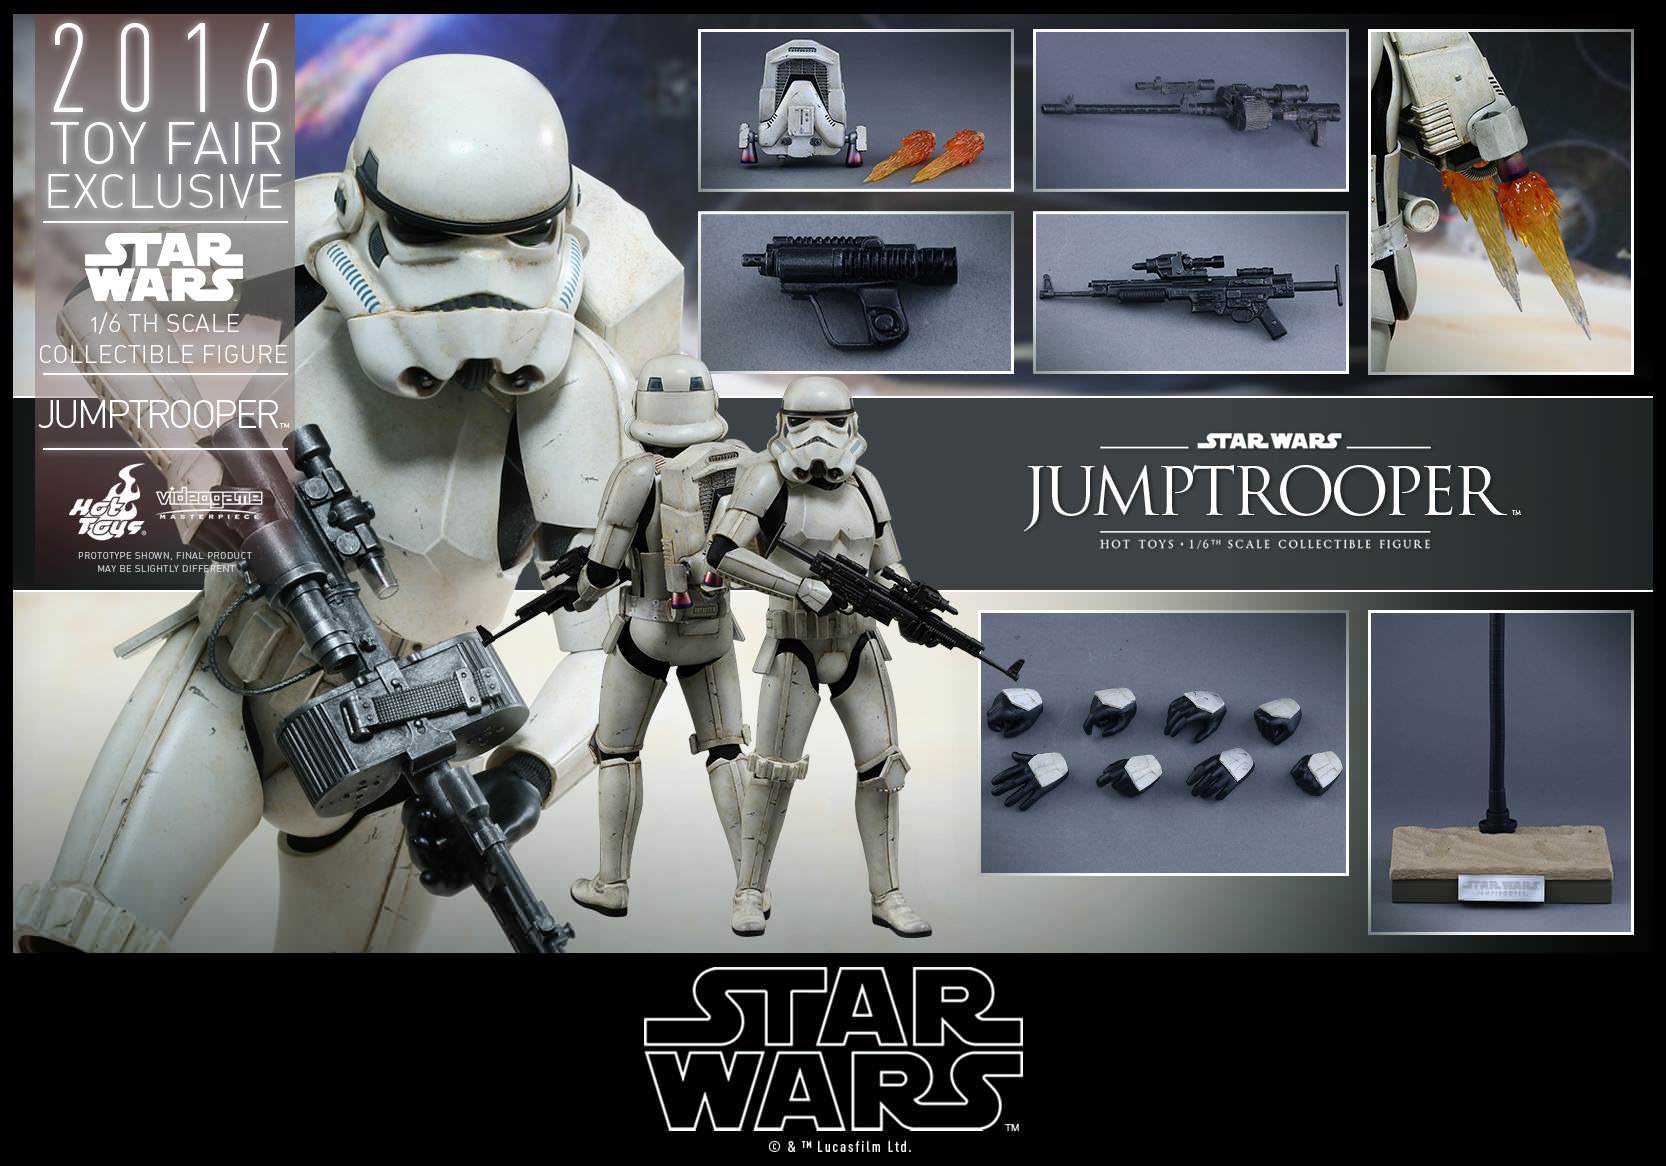 2016
TOY FAIR
EXCLUSIVE
STAR
WARS
1/6 TH SCALE
COLLECTIBLE FIGURE
JUMPTROOPER™
Hot
Toys®
videogame
MASTERPIECE
PROTOTYPE SHOWN, FINAL PRODUCT
MAY BE SLIGHTLY DIFFERENT
STAR WARS
JUMPTROOPER™
HOT TOYS • 1/6TH SCALE COLLECTIBLE FIGURE
STAR WARS
JUMPTROOPER
STAR
WARS™
© & ™ Lucasfilm Ltd.